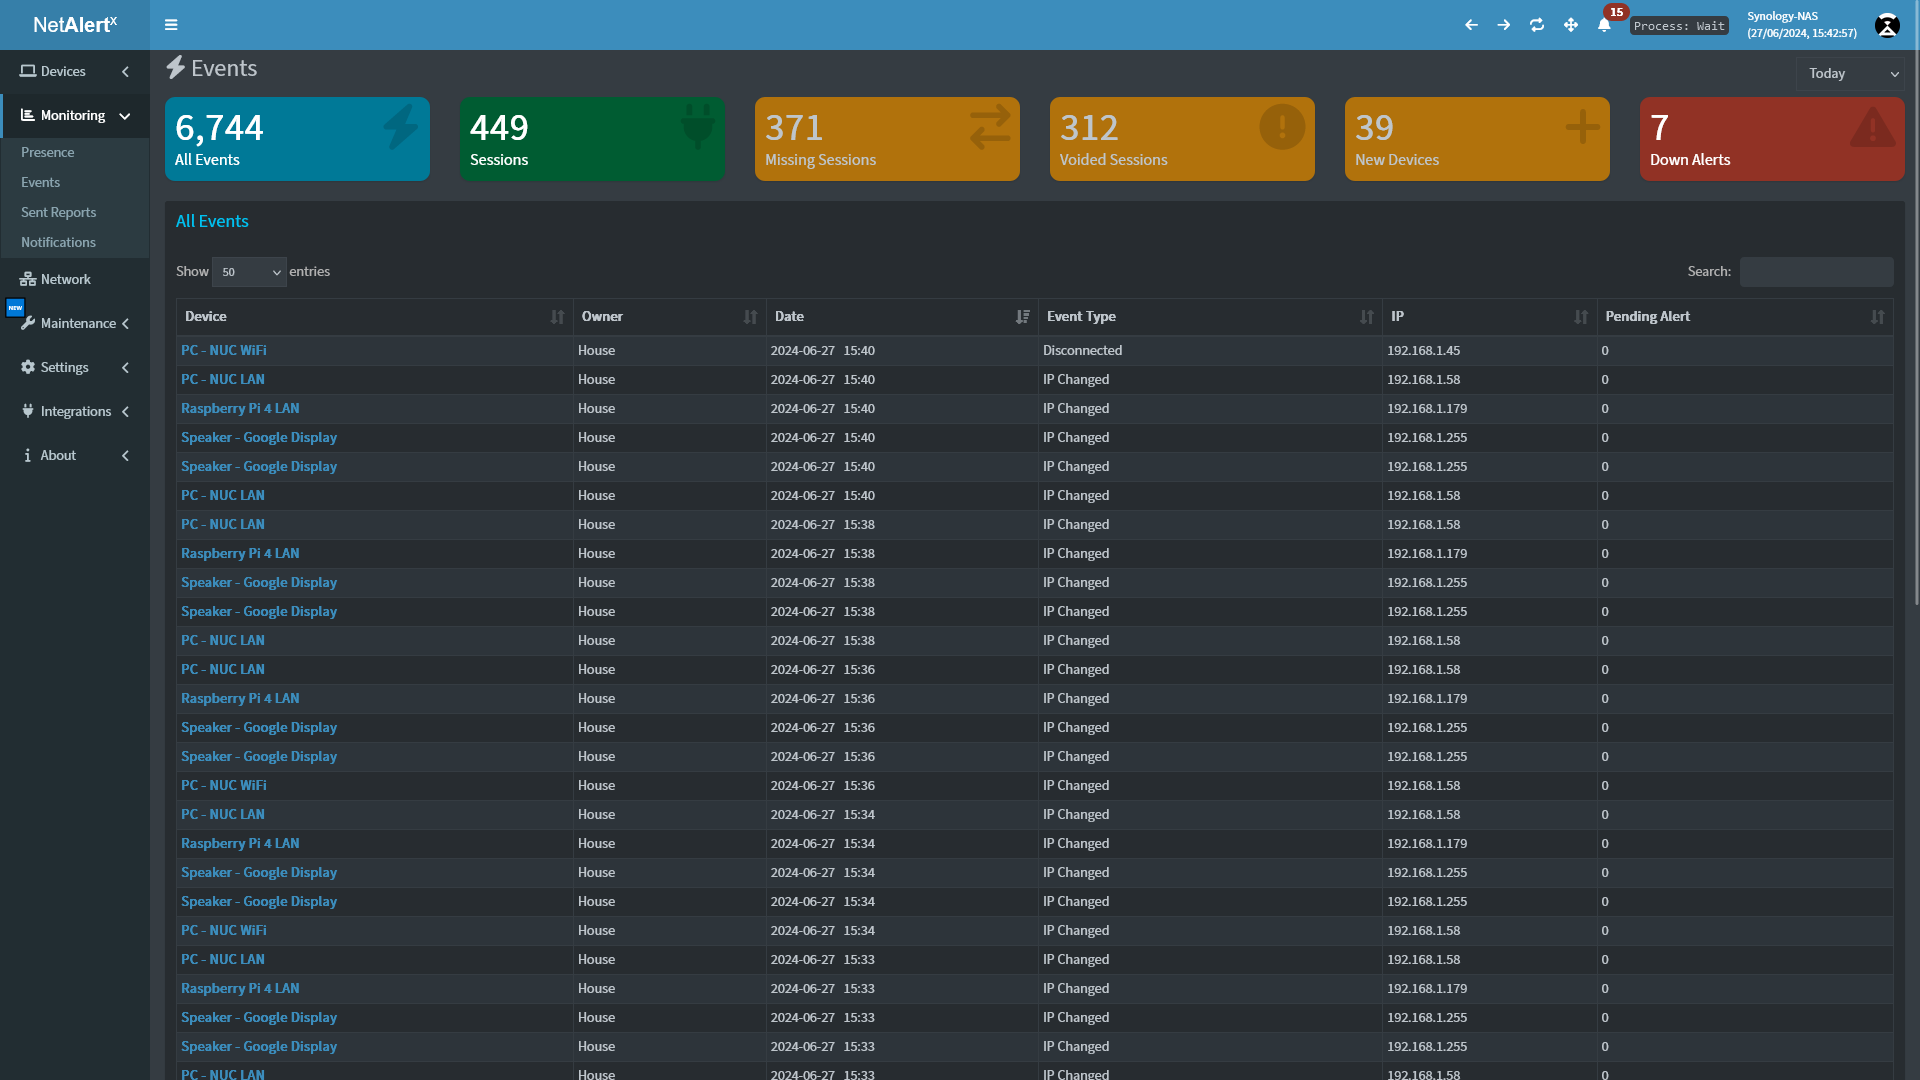 NetAlertx
15
Process: Wait
Synology-NAS
(27/06/2024, 15:42:57)
Devices
Monitoring
Presence
Events
Sent Reports
Notifications
Network
NEW
Maintenance
Settings
Integrations
About
Events
Today
6,744
All Events
449
Sessions
371
Missing Sessions
312
Voided Sessions
39
New Devices
7
Down Alerts
All Events
Show 50 entries
Search:
Device Owner Date Event Type IP Pending Alert
PC - NUC WiFi House 2024-06-27 15:40 Disconnected 192.168.1.45 0
PC - NUC LAN House 2024-06-27 15:40 IP Changed 192.168.1.58 0
Raspberry Pi 4 LAN House 2024-06-27 15:40 IP Changed 192.168.1.179 0
Speaker - Google Display House 2024-06-27 15:40 IP Changed 192.168.1.255 0
Speaker - Google Display House 2024-06-27 15:40 IP Changed 192.168.1.255 0
PC - NUC LAN House 2024-06-27 15:40 IP Changed 192.168.1.58 0
PC - NUC LAN House 2024-06-27 15:38 IP Changed 192.168.1.58 0
Raspberry Pi 4 LAN House 2024-06-27 15:38 IP Changed 192.168.1.179 0
Speaker - Google Display House 2024-06-27 15:38 IP Changed 192.168.1.255 0
Speaker - Google Display House 2024-06-27 15:38 IP Changed 192.168.1.255 0
PC - NUC LAN House 2024-06-27 15:38 IP Changed 192.168.1.58 0
PC - NUC LAN House 2024-06-27 15:36 IP Changed 192.168.1.58 0
Raspberry Pi 4 LAN House 2024-06-27 15:36 IP Changed 192.168.1.179 0
Speaker - Google Display House 2024-06-27 15:36 IP Changed 192.168.1.255 0
Speaker - Google Display House 2024-06-27 15:36 IP Changed 192.168.1.255 0
PC - NUC WiFi House 2024-06-27 15:36 IP Changed 192.168.1.58 0
PC - NUC LAN House 2024-06-27 15:34 IP Changed 192.168.1.58 0
Raspberry Pi 4 LAN House 2024-06-27 15:34 IP Changed 192.168.1.179 0
Speaker - Google Display House 2024-06-27 15:34 IP Changed 192.168.1.255 0
Speaker - Google Display House 2024-06-27 15:34 IP Changed 192.168.1.255 0
PC - NUC WiFi House 2024-06-27 15:34 IP Changed 192.168.1.58 0
PC - NUC LAN House 2024-06-27 15:33 IP Changed 192.168.1.58 0
Raspberry Pi 4 LAN House 2024-06-27 15:33 IP Changed 192.168.1.179 0
Speaker - Google Display House 2024-06-27 15:33 IP Changed 192.168.1.255 0
Speaker - Google Display House 2024-06-27 15:33 IP Changed 192.168.1.255 0
PC - NUC LAN House 2024-06-27 15:33 IP Changed 192.168.1.58 0